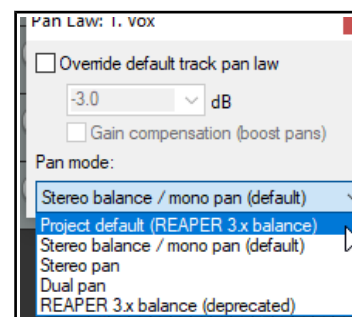 Pan Law: 1: Vox
Override default track pan law
-3.0 dB
Gain compensation (boost pans)
Pan mode:
Stereo balance / mono pan (default)
Project default (REAPER 3.x balance)
Stereo balance / mono pan (default)
Stereo pan
Dual pan
REAPER 3.x balance (deprecated)